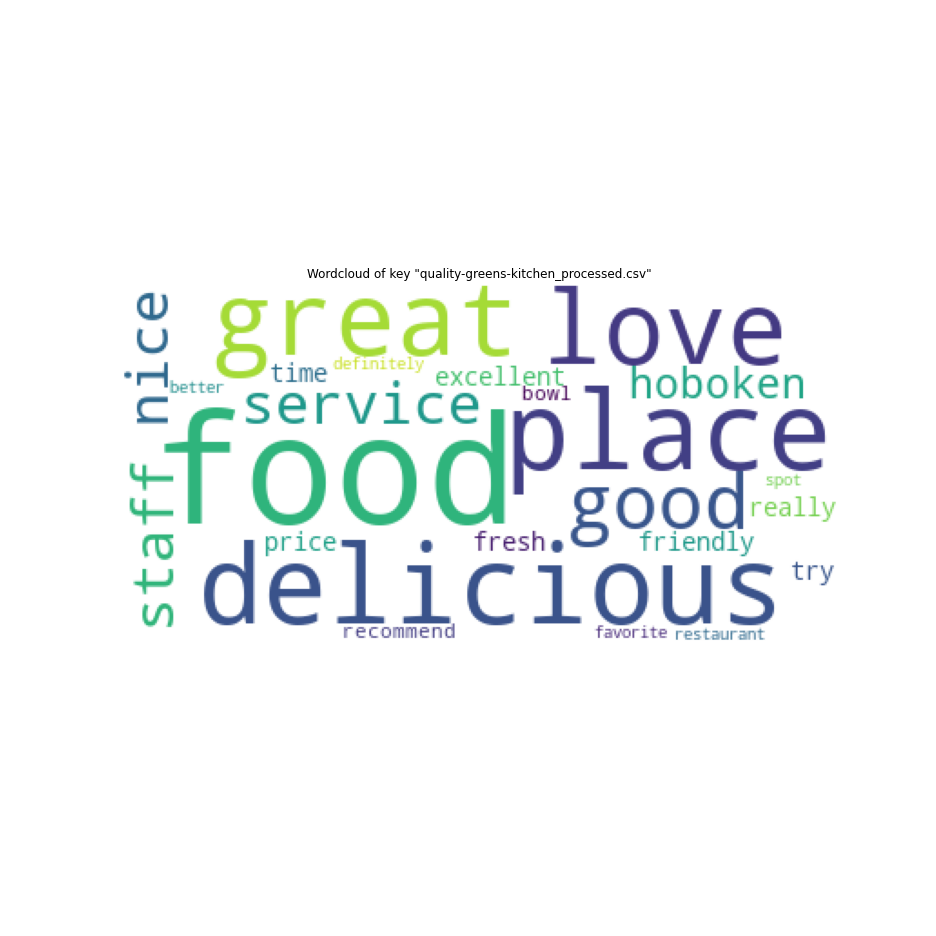 Wordcloud of key "quality-greens-kitchen_processed.csv"
great
love
nice
time
definitely
excellent
hoboken
better
service
bowl
place
food
good
spot
really
staff
price
fresh
friendly
delicious
try
recommend
favorite
restaurant